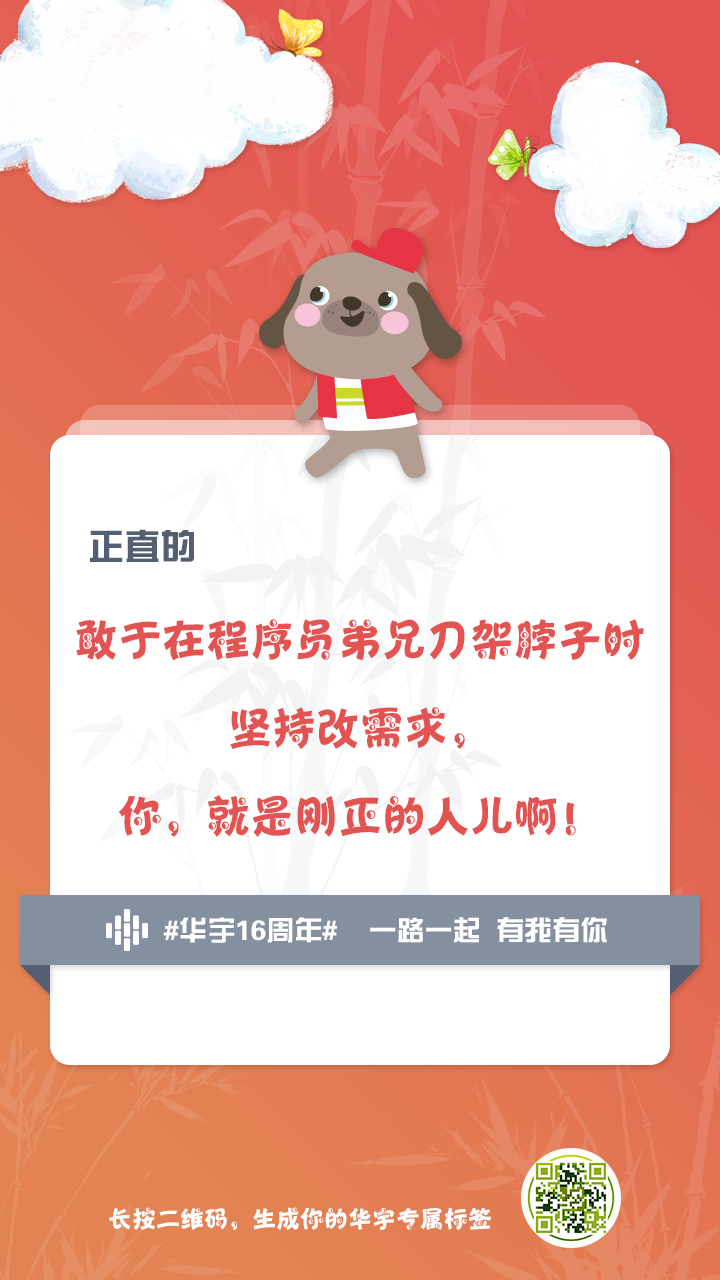 正直的
敢于在程序员弟兄刀架脖子时
坚持改需求，
你，就是刚正的人儿啊！
#华宇16周年# 一路一起 有我有你
长按二维码，生成你的华宇专属标签